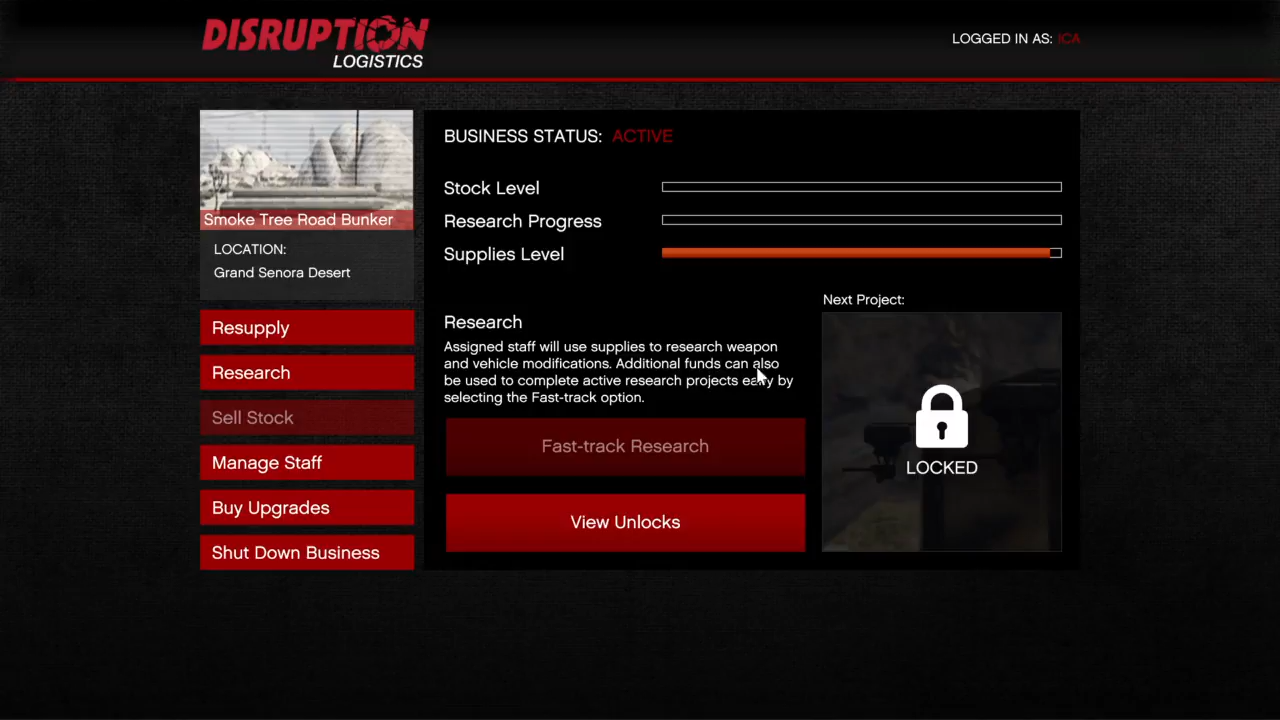 DISRUPTION
LOGISTICS
LOGGED IN AS: ICA
Smoke Tree Road Bunker
LOCATION:
Grand Senora Desert
Resupply
Research
Sell Stock
Manage Staff
Buy Upgrades
Shut Down Business
BUSINESS STATUS: ACTIVE
Stock Level
Research Progress
Supplies Level
Research
Assigned staff will use supplies to research weapon
and vehicle modifications. Additional funds can also
be used to complete active research projects early by
selecting the Fast-track option.
Fast-track Research
View Unlocks
Next Project:
LOCKED